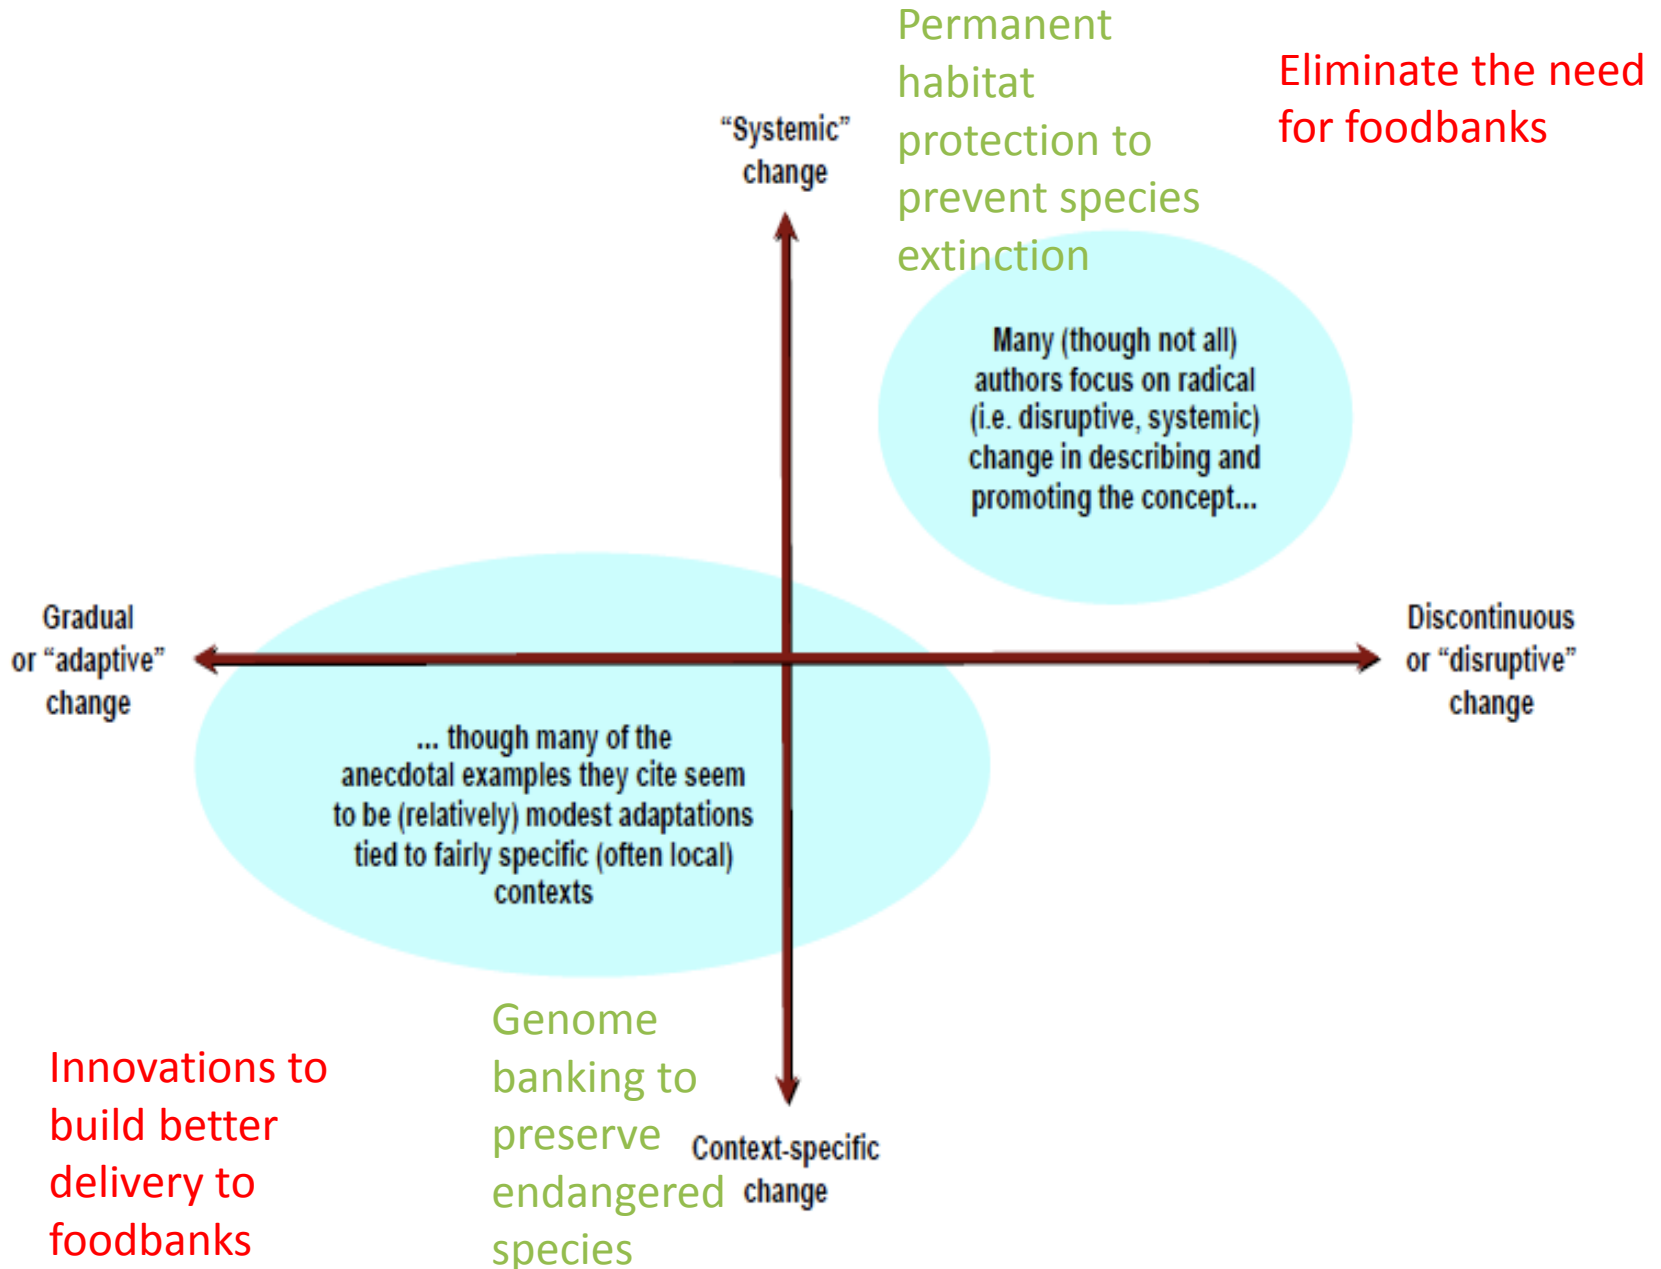 Permanent
habitat
protection to
prevent species
extinction
Eliminate the need
for foodbanks
“Systemic”
change
Many (though not all)
authors focus on radical
(i.e. disruptive, systemic)
change in describing and
promoting the concept...
Gradual
or “adaptive”
change
Discontinuous
or “disruptive”
change
... though many of the
anecdotal examples they cite seem
to be (relatively) modest adaptations
tied to fairly specific (often local)
contexts
Innovations to
build better
delivery to
foodbanks
Genome
banking to
preserve
endangered
species
Context-specific
change